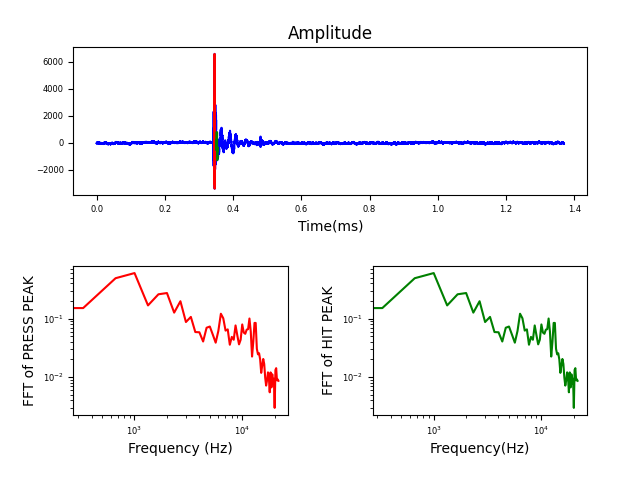 Amplitude
6000
4000
2000
0
−2000
0.0 0.2 0.4 0.6 0.8 1.0 1.2 1.4
Time(ms)
FFT of PRESS PEAK
10⁻¹
10⁻²
10³ 10⁴
Frequency (Hz)
FFT of HIT PEAK
10⁻¹
10⁻²
10³ 10⁴
Frequency(Hz)